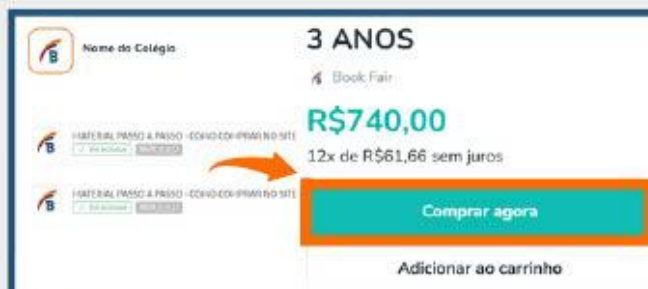 Nome do Colégio
3 ANOS
Book Fair
R$740,00
12x de R$61,66 sem juros
MATERIAL PASSO A PASSO - COMO COMPRAR NO SITE
MATERIAL PASSO A PASSO - COMO COMPRAR NO SITE
Comprar agora
Adicionar ao carrinho